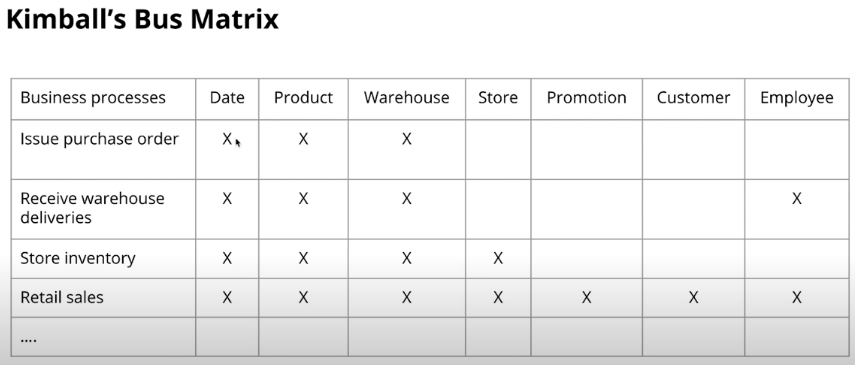 Kimball's Bus Matrix
Business processes Date Product Warehouse Store Promotion Customer Employee
Issue purchase order X X X
Receive warehouse deliveries X X X X
Store inventory X X X X
Retail sales X X X X X X X
....